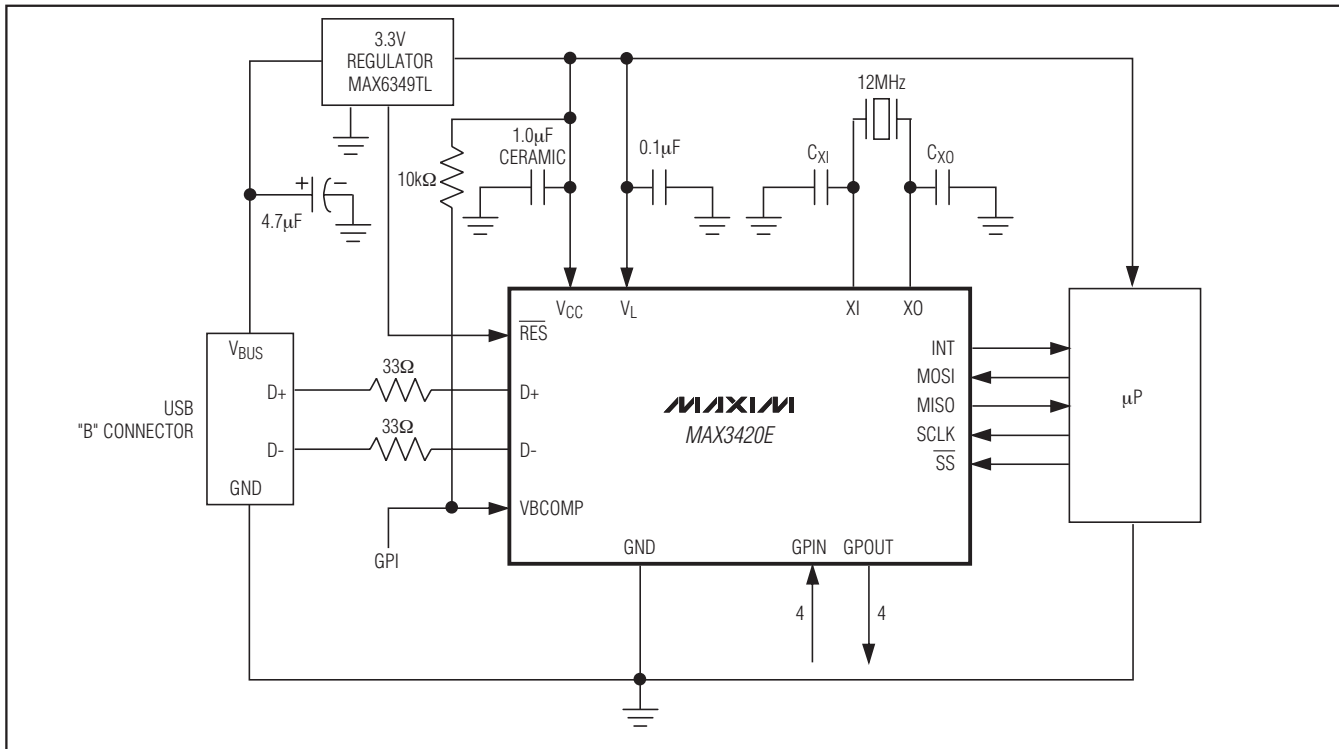 3.3V
REGULATOR
MAX6349TL
12MHz
1.0µF
CERAMIC
0.1µF
CXI
CXO
10kΩ
+
−
4.7µF
VCC
VL
XI
XO
RES
VBUS
D+
D-
GND
USB
"B" CONNECTOR
33Ω
33Ω
D+
D-
VBCOMP
GPI
MAXIM
MAX3420E
INT
MOSI
MISO
SCLK
SS
µP
GND
GPIN
GPOUT
4
4